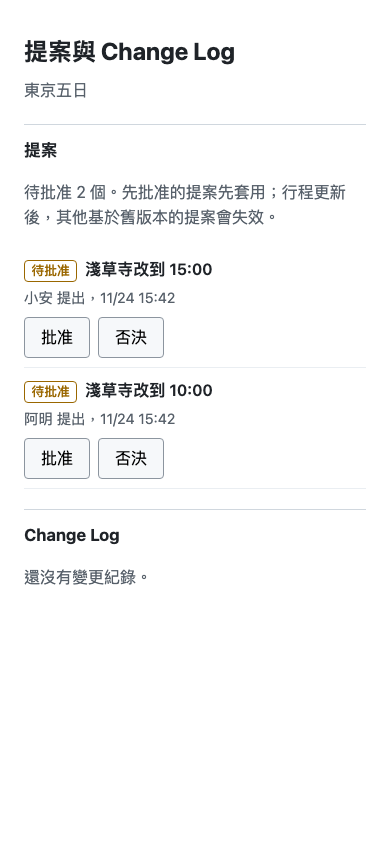 提案與 Change Log
東京五日
提案
待批准 2 個。先批准的提案先套用；行程更新
後，其他基於舊版本的提案會失效。
待批准 淺草寺改到 15:00
小安 提出，11/24 15:42
批准 否決
待批准 淺草寺改到 10:00
阿明 提出，11/24 15:42
批准 否決
Change Log
還沒有變更紀錄。